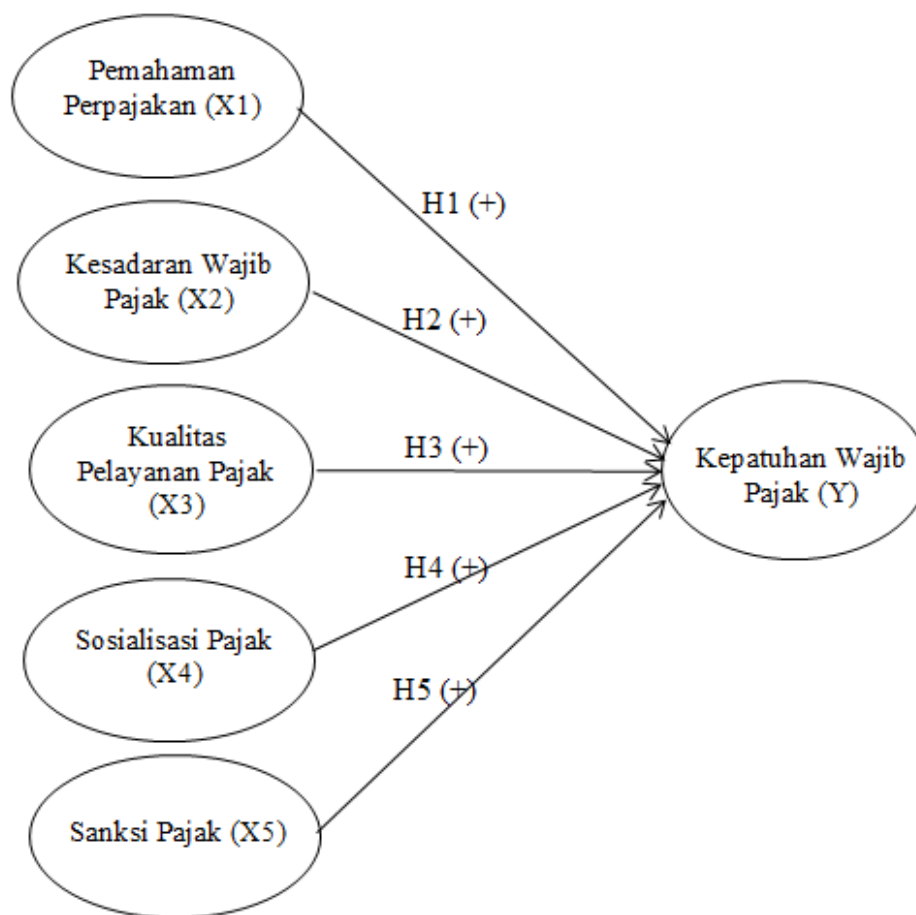 Pemahaman
Perpajakan (X1)
H1 (+)
Kesadaran Wajib
Pajak (X2)
H2 (+)
Kualitas
Pelayanan Pajak
(X3)
H3 (+)
Kepatuhan Wajib
Pajak (Y)
H4 (+)
Sosialisasi Pajak
(X4)
H5 (+)
Sanksi Pajak (X5)